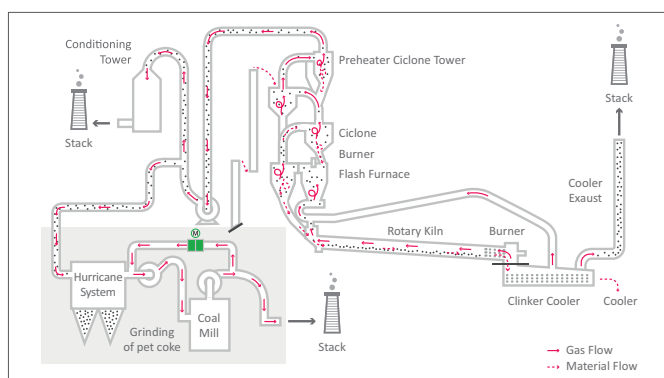 Conditioning
Tower
Stack
Preheater Ciclone Tower
Ciclone
Burner
Flash Furnace
Stack
Cooler
Exaust
Rotary Kiln
Burner
Clinker Cooler
Cooler
M
Hurricane
System
Grinding
of pet coke
Coal
Mill
Stack
Gas Flow
Material Flow